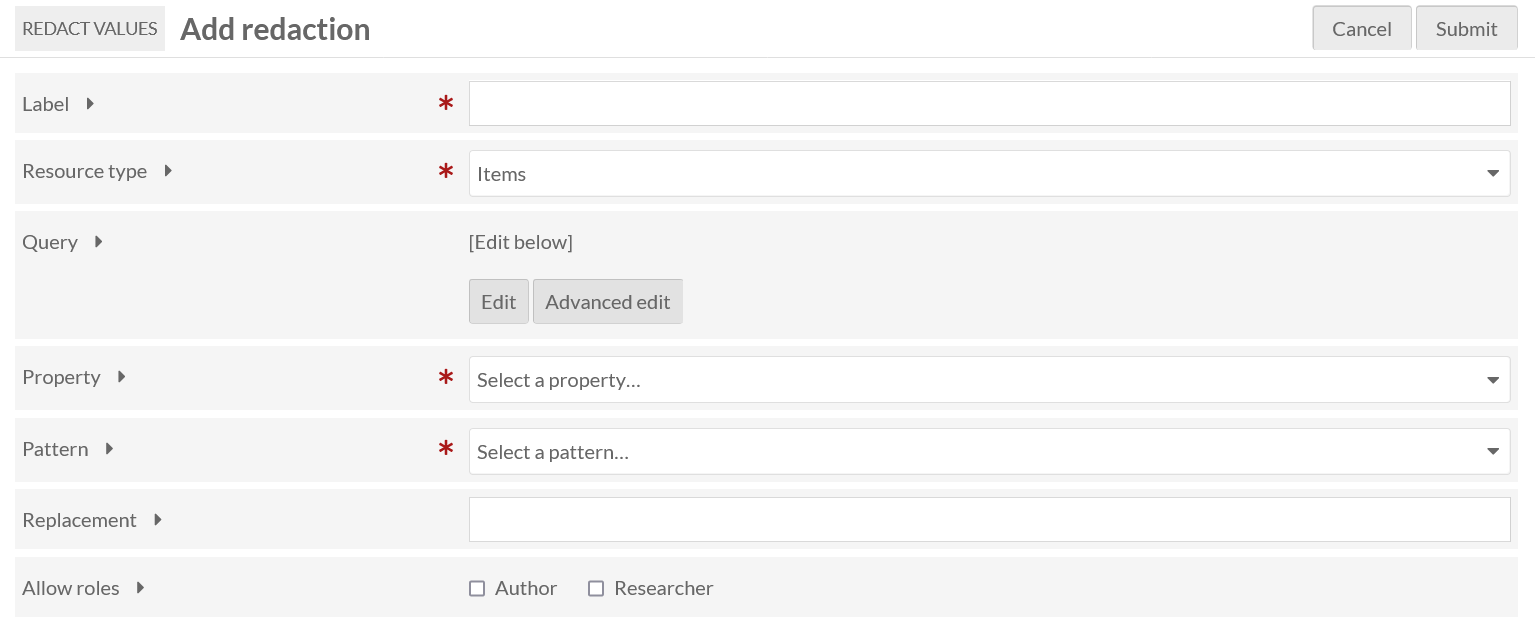 REDACT VALUES Add redaction Cancel Submit
Label *
Resource type * Items
Query [Edit below]
Edit Advanced edit
Property * Select a property...
Pattern * Select a pattern...
Replacement
Allow roles Author Researcher